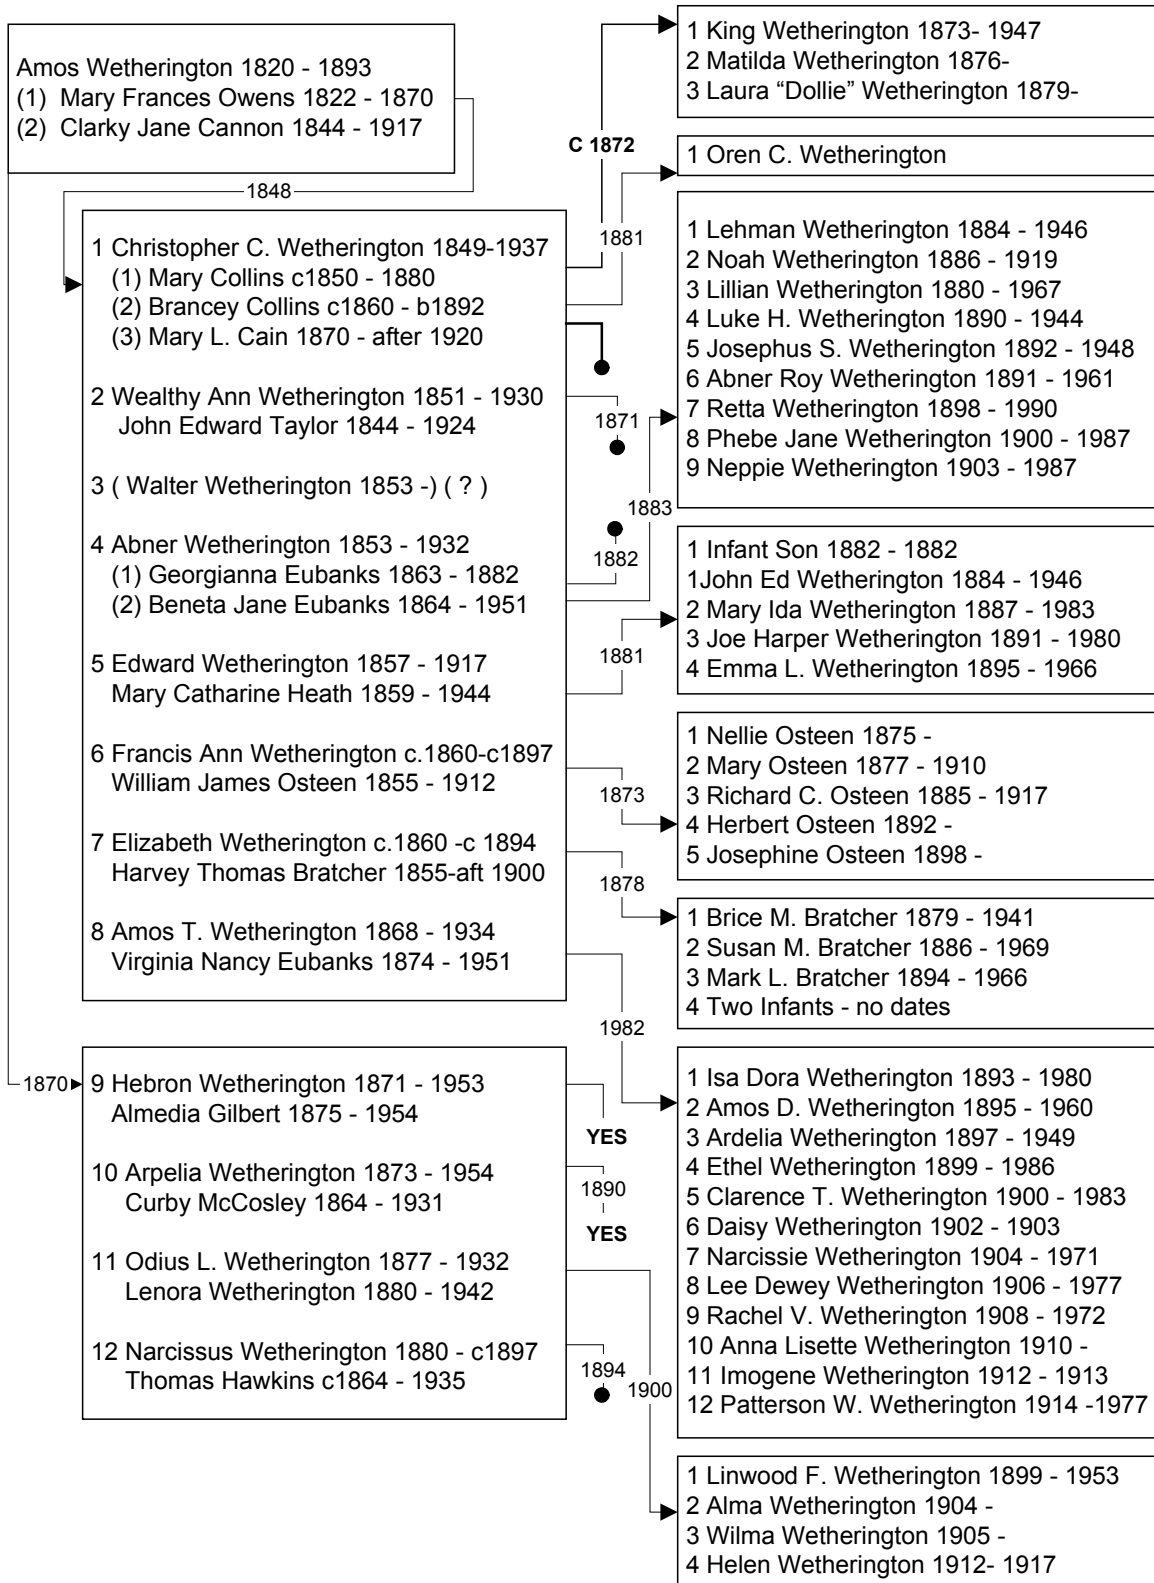 Amos Wetherington 1820 - 1893
(1) Mary Frances Owens 1822 - 1870
(2) Clarky Jane Cannon 1844 - 1917
1848
1 Christopher C. Wetherington 1849-1937
(1) Mary Collins c1850 - 1880
(2) Brancey Collins c1860 - b1892
(3) Mary L. Cain 1870 - after 1920
2 Wealthy Ann Wetherington 1851 - 1930
John Edward Taylor 1844 - 1924
3 ( Walter Wetherington 1853 -) ( ? )
4 Abner Wetherington 1853 - 1932
(1) Georgianna Eubanks 1863 - 1882
(2) Beneta Jane Eubanks 1864 - 1951
5 Edward Wetherington 1857 - 1917
Mary Catharine Heath 1859 - 1944
6 Francis Ann Wetherington c.1860-c1897
William James Osteen 1855 - 1912
7 Elizabeth Wetherington c.1860 -c 1894
Harvey Thomas Bratcher 1855-aft 1900
8 Amos T. Wetherington 1868 - 1934
Virginia Nancy Eubanks 1874 - 1951
1870
9 Hebron Wetherington 1871 - 1953
Almedia Gilbert 1875 - 1954
10 Arpelia Wetherington 1873 - 1954
Curby McCosley 1864 - 1931
11 Odius L. Wetherington 1877 - 1932
Lenora Wetherington 1880 - 1942
12 Narcissus Wetherington 1880 - c1897
Thomas Hawkins c1864 - 1935
C 1872
1881
1871
1883
1882
1881
1873
1878
1982
YES
1890
YES
1894
1900
1 King Wetherington 1873- 1947
2 Matilda Wetherington 1876-
3 Laura “Dollie” Wetherington 1879-
1 Oren C. Wetherington
1 Lehman Wetherington 1884 - 1946
2 Noah Wetherington 1886 - 1919
3 Lillian Wetherington 1880 - 1967
4 Luke H. Wetherington 1890 - 1944
5 Josephus S. Wetherington 1892 - 1948
6 Abner Roy Wetherington 1891 - 1961
7 Retta Wetherington 1898 - 1990
8 Phebe Jane Wetherington 1900 - 1987
9 Neppie Wetherington 1903 - 1987
1 Infant Son 1882 - 1882
1John Ed Wetherington 1884 - 1946
2 Mary Ida Wetherington 1887 - 1983
3 Joe Harper Wetherington 1891 - 1980
4 Emma L. Wetherington 1895 - 1966
1 Nellie Osteen 1875 -
2 Mary Osteen 1877 - 1910
3 Richard C. Osteen 1885 - 1917
4 Herbert Osteen 1892 -
5 Josephine Osteen 1898 -
1 Brice M. Bratcher 1879 - 1941
2 Susan M. Bratcher 1886 - 1969
3 Mark L. Bratcher 1894 - 1966
4 Two Infants - no dates
1 Isa Dora Wetherington 1893 - 1980
2 Amos D. Wetherington 1895 - 1960
3 Ardelia Wetherington 1897 - 1949
4 Ethel Wetherington 1899 - 1986
5 Clarence T. Wetherington 1900 - 1983
6 Daisy Wetherington 1902 - 1903
7 Narcissie Wetherington 1904 - 1971
8 Lee Dewey Wetherington 1906 - 1977
9 Rachel V. Wetherington 1908 - 1972
10 Anna Lisette Wetherington 1910 -
11 Imogene Wetherington 1912 - 1913
12 Patterson W. Wetherington 1914 -1977
1 Linwood F. Wetherington 1899 - 1953
2 Alma Wetherington 1904 -
3 Wilma Wetherington 1905 -
4 Helen Wetherington 1912- 1917